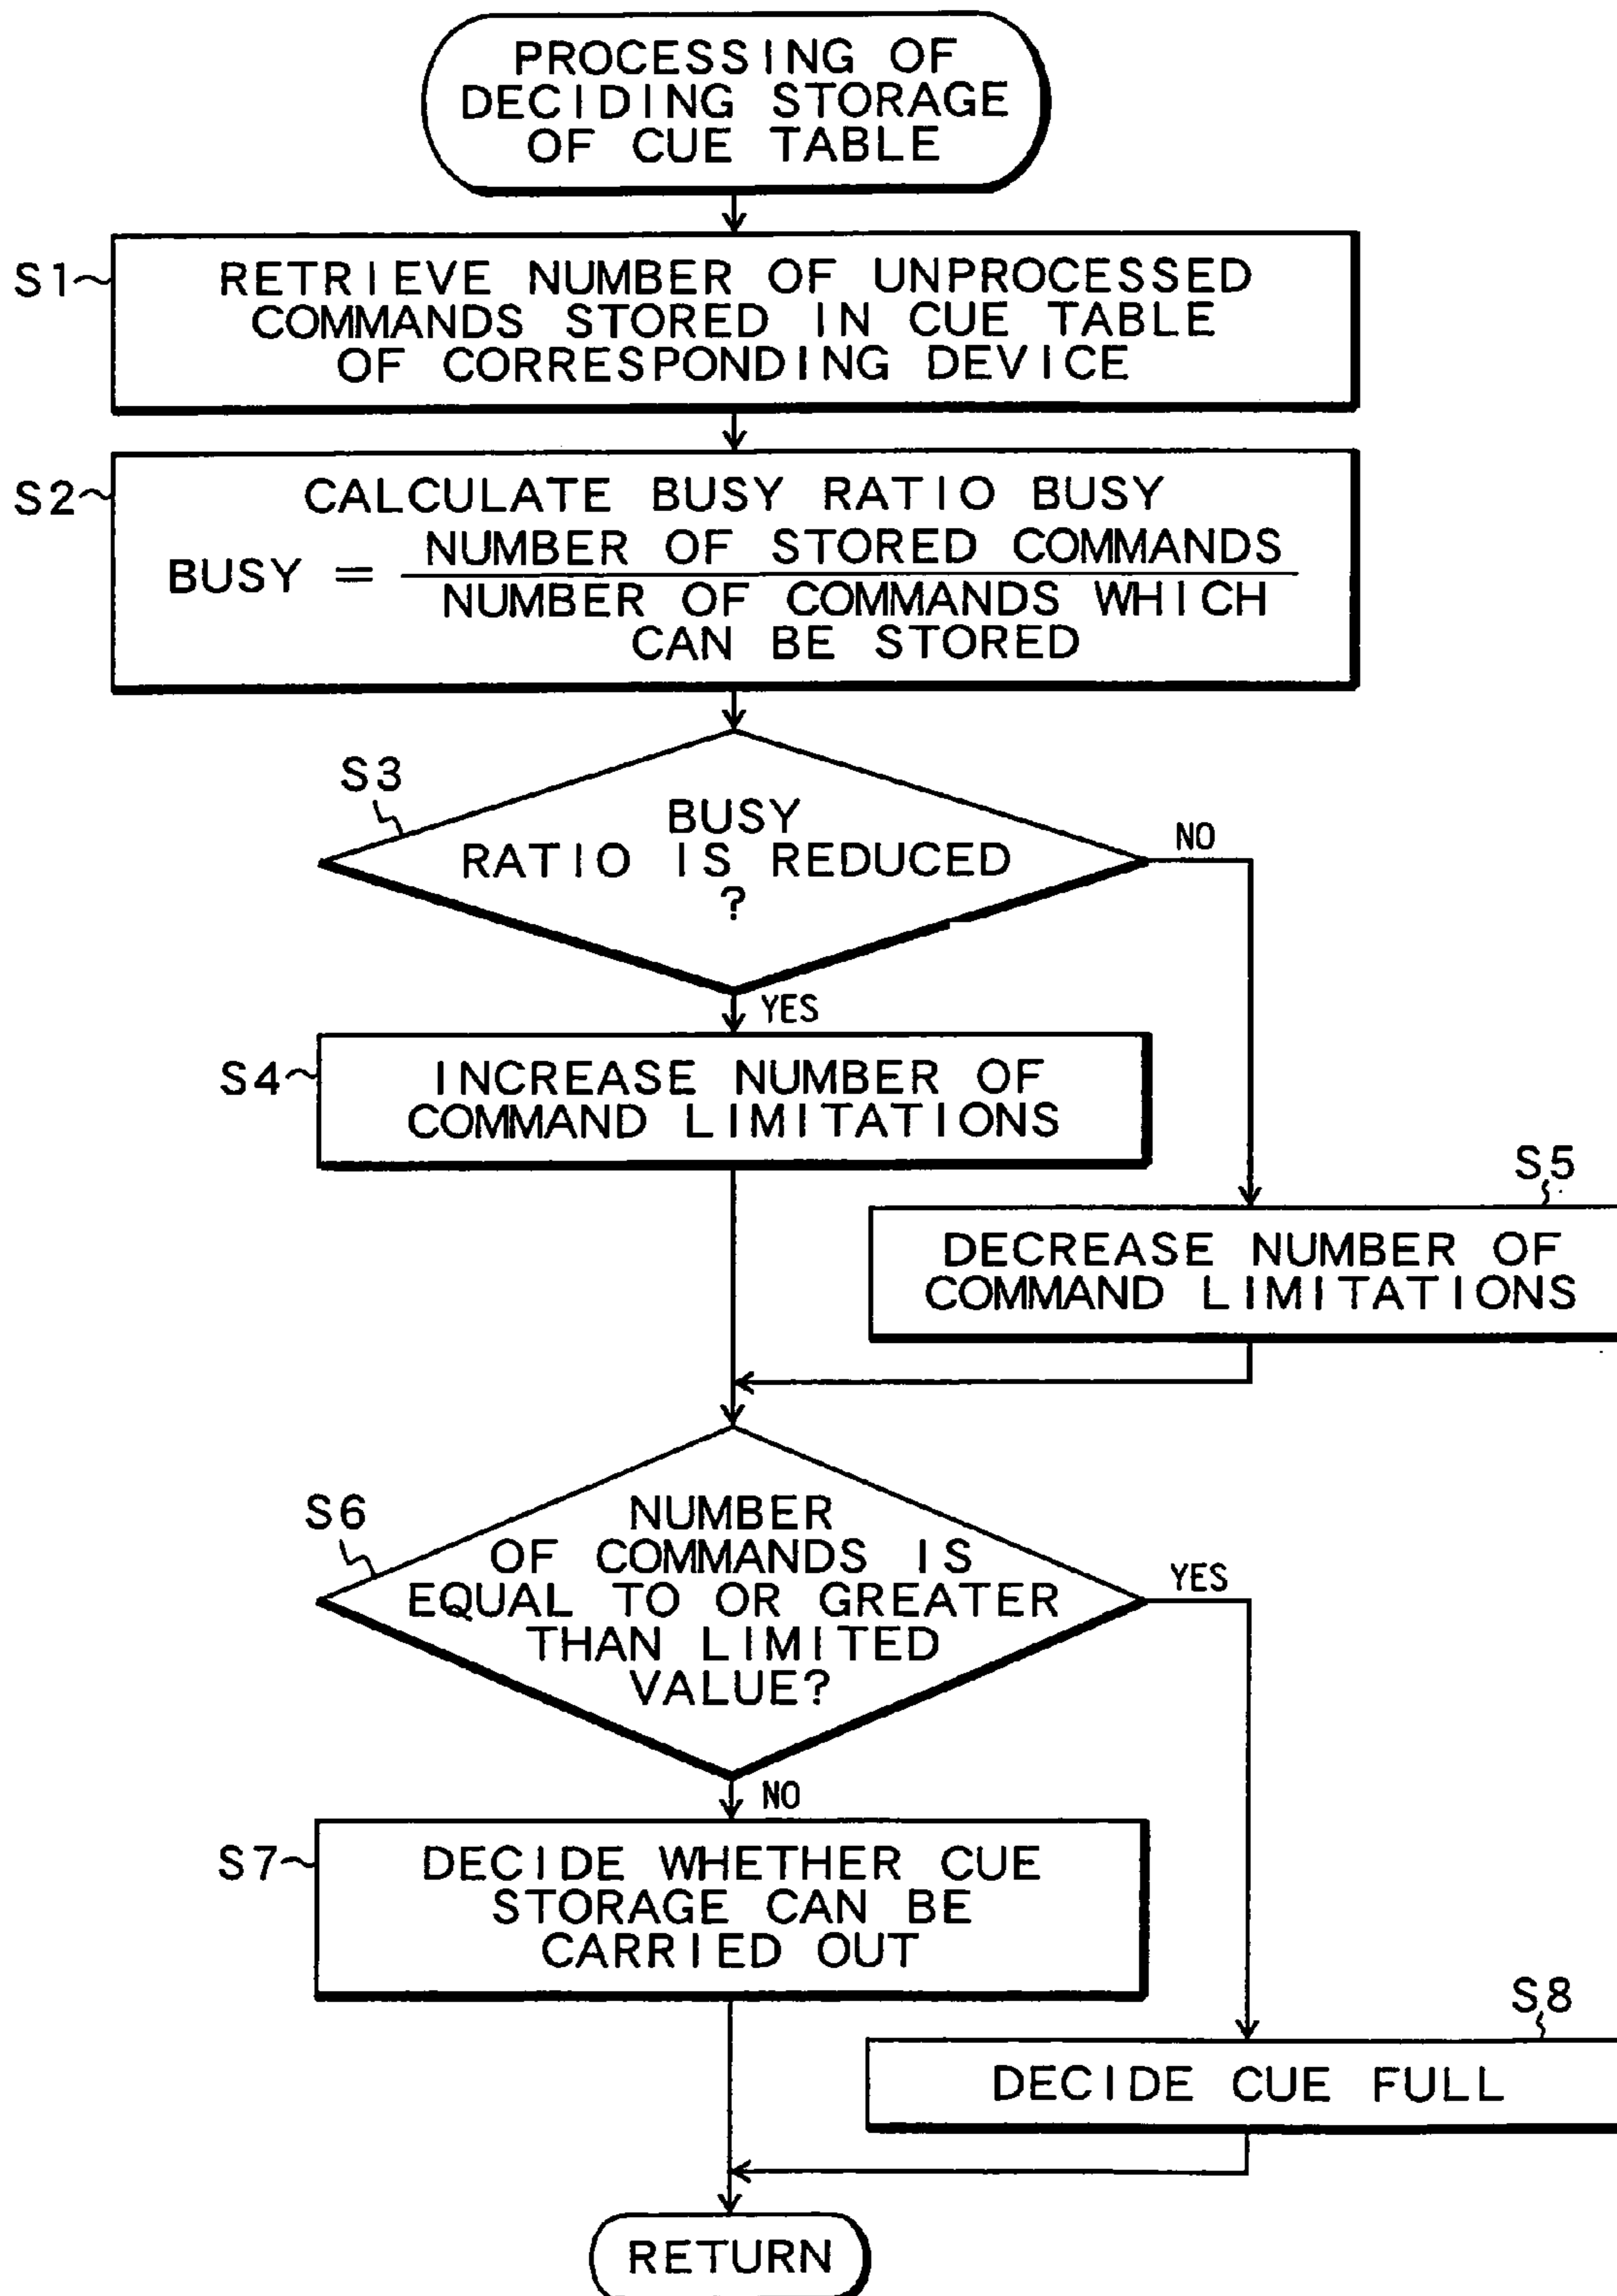 PROCESSING OF
DECIDING STORAGE
OF CUE TABLE
S1
RETRIEVE NUMBER OF UNPROCESSED
COMMANDS STORED IN CUE TABLE
OF CORRESPONDING DEVICE
S2
CALCULATE BUSY RATIO BUSY
NUMBER OF STORED COMMANDS
BUSY =
NUMBER OF COMMANDS WHICH
CAN BE STORED
S3
BUSY
RATIO IS REDUCED
?
NO
YES
S4
INCREASE NUMBER OF
COMMAND LIMITATIONS
S5
DECREASE NUMBER OF
COMMAND LIMITATIONS
S6
NUMBER
OF COMMANDS IS
EQUAL TO OR GREATER
THAN LIMITED
VALUE?
YES
NO
S7
DECIDE WHETHER CUE
STORAGE CAN BE
CARRIED OUT
S8
DECIDE CUE FULL
RETURN